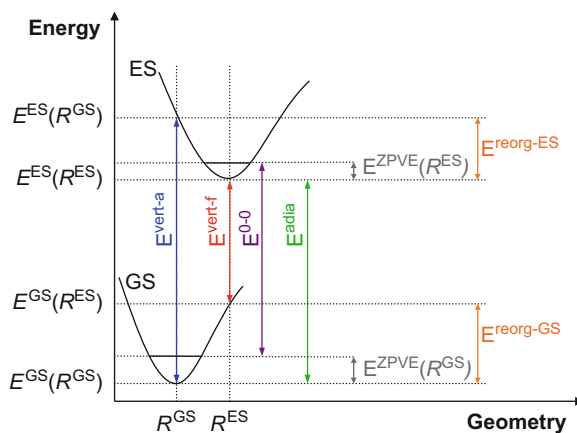 Energy
ES
E^ES(R^GS)
E^reorg-ES
E^ZPVE(R^ES)
E^ES(R^ES)
E^vert-a
E^vert-f
E^0-0
E^adia
GS
E^GS(R^ES)
E^reorg-GS
E^ZPVE(R^GS)
E^GS(R^GS)
R^GS
R^ES
Geometry